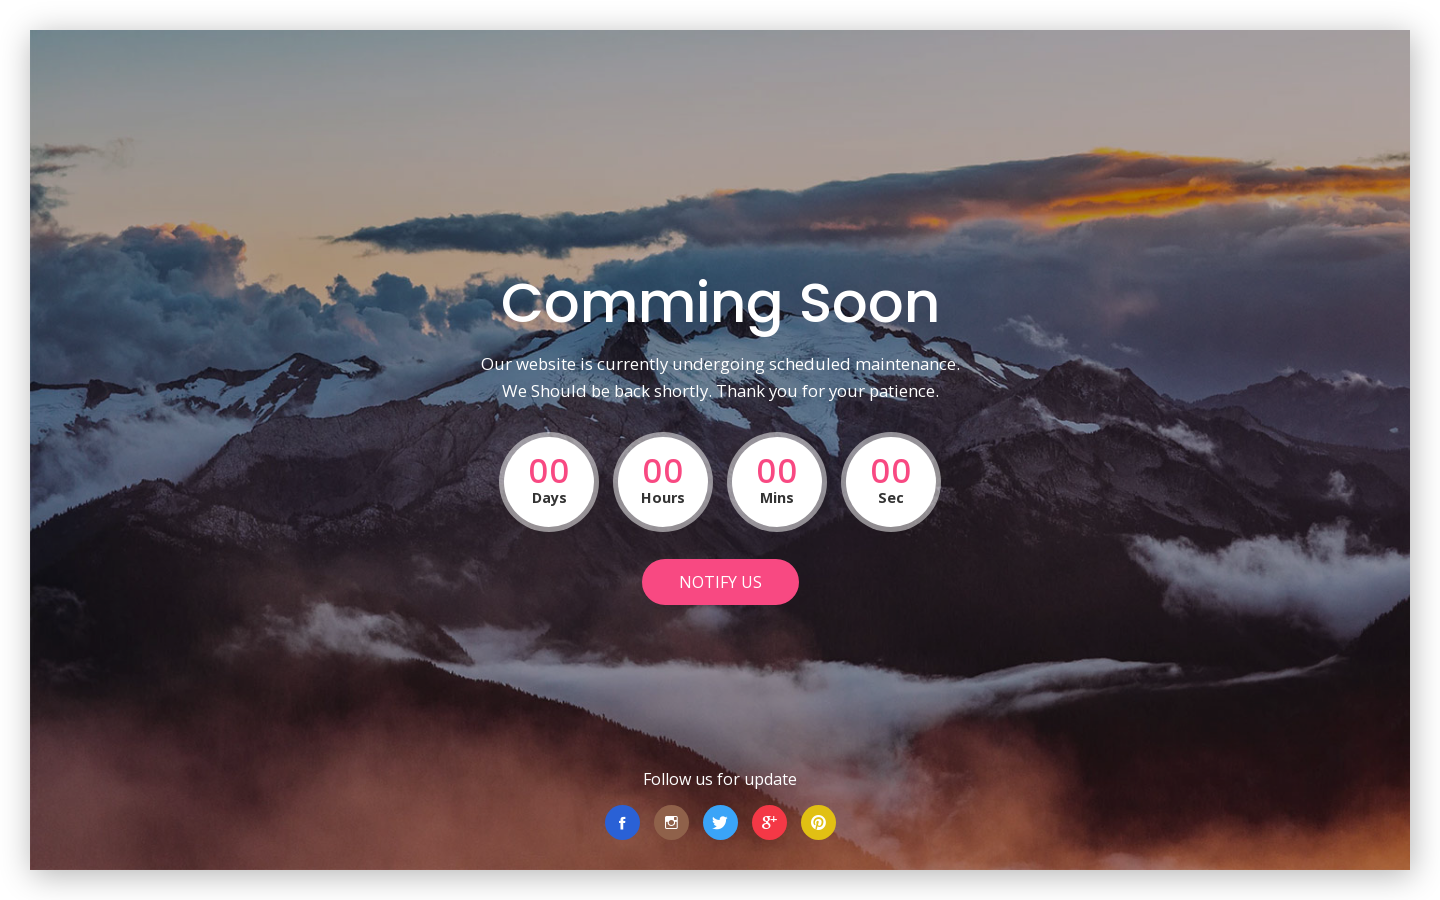 Comming Soon
Our website is currently undergoing scheduled maintenance.
We Should be back shortly. Thank you for your patience.
00 00 00 00
Days Hours Mins Sec
NOTIFY US
Follow us for update